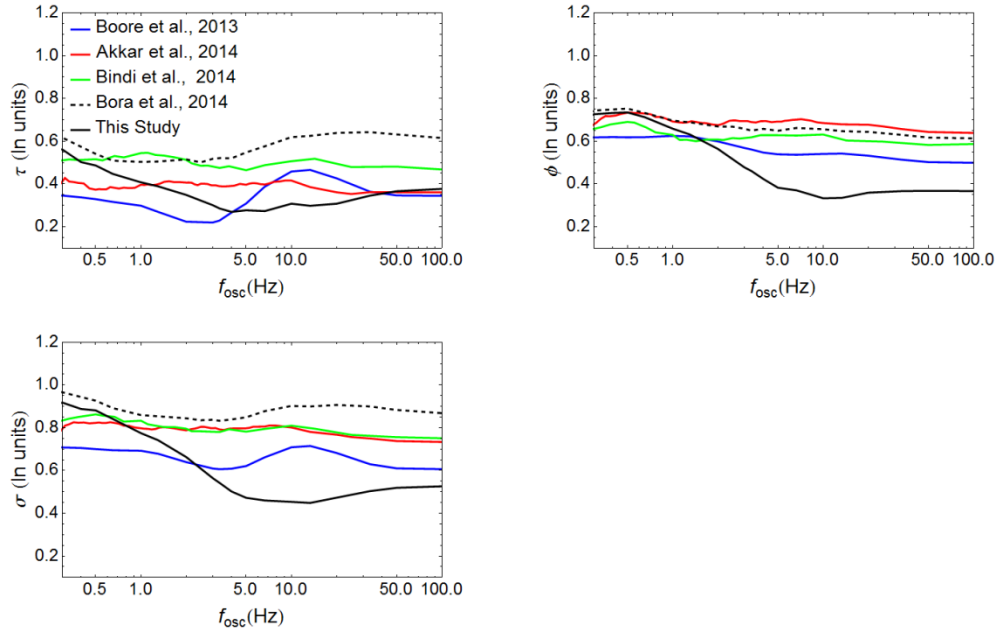 1.2
1.0
0.8
0.6
0.4
0.2
τ (ln units)
Boore et al., 2013
Akkar et al., 2014
Bindi et al., 2014
Bora et al., 2014
This Study
0.5 1.0 5.0 10.0 50.0 100.0
fosc(Hz)
1.2
1.0
0.8
0.6
0.4
0.2
ϕ (ln units)
0.5 1.0 5.0 10.0 50.0 100.0
fosc(Hz)
1.2
1.0
0.8
0.6
0.4
0.2
σ (ln units)
0.5 1.0 5.0 10.0 50.0 100.0
fosc(Hz)